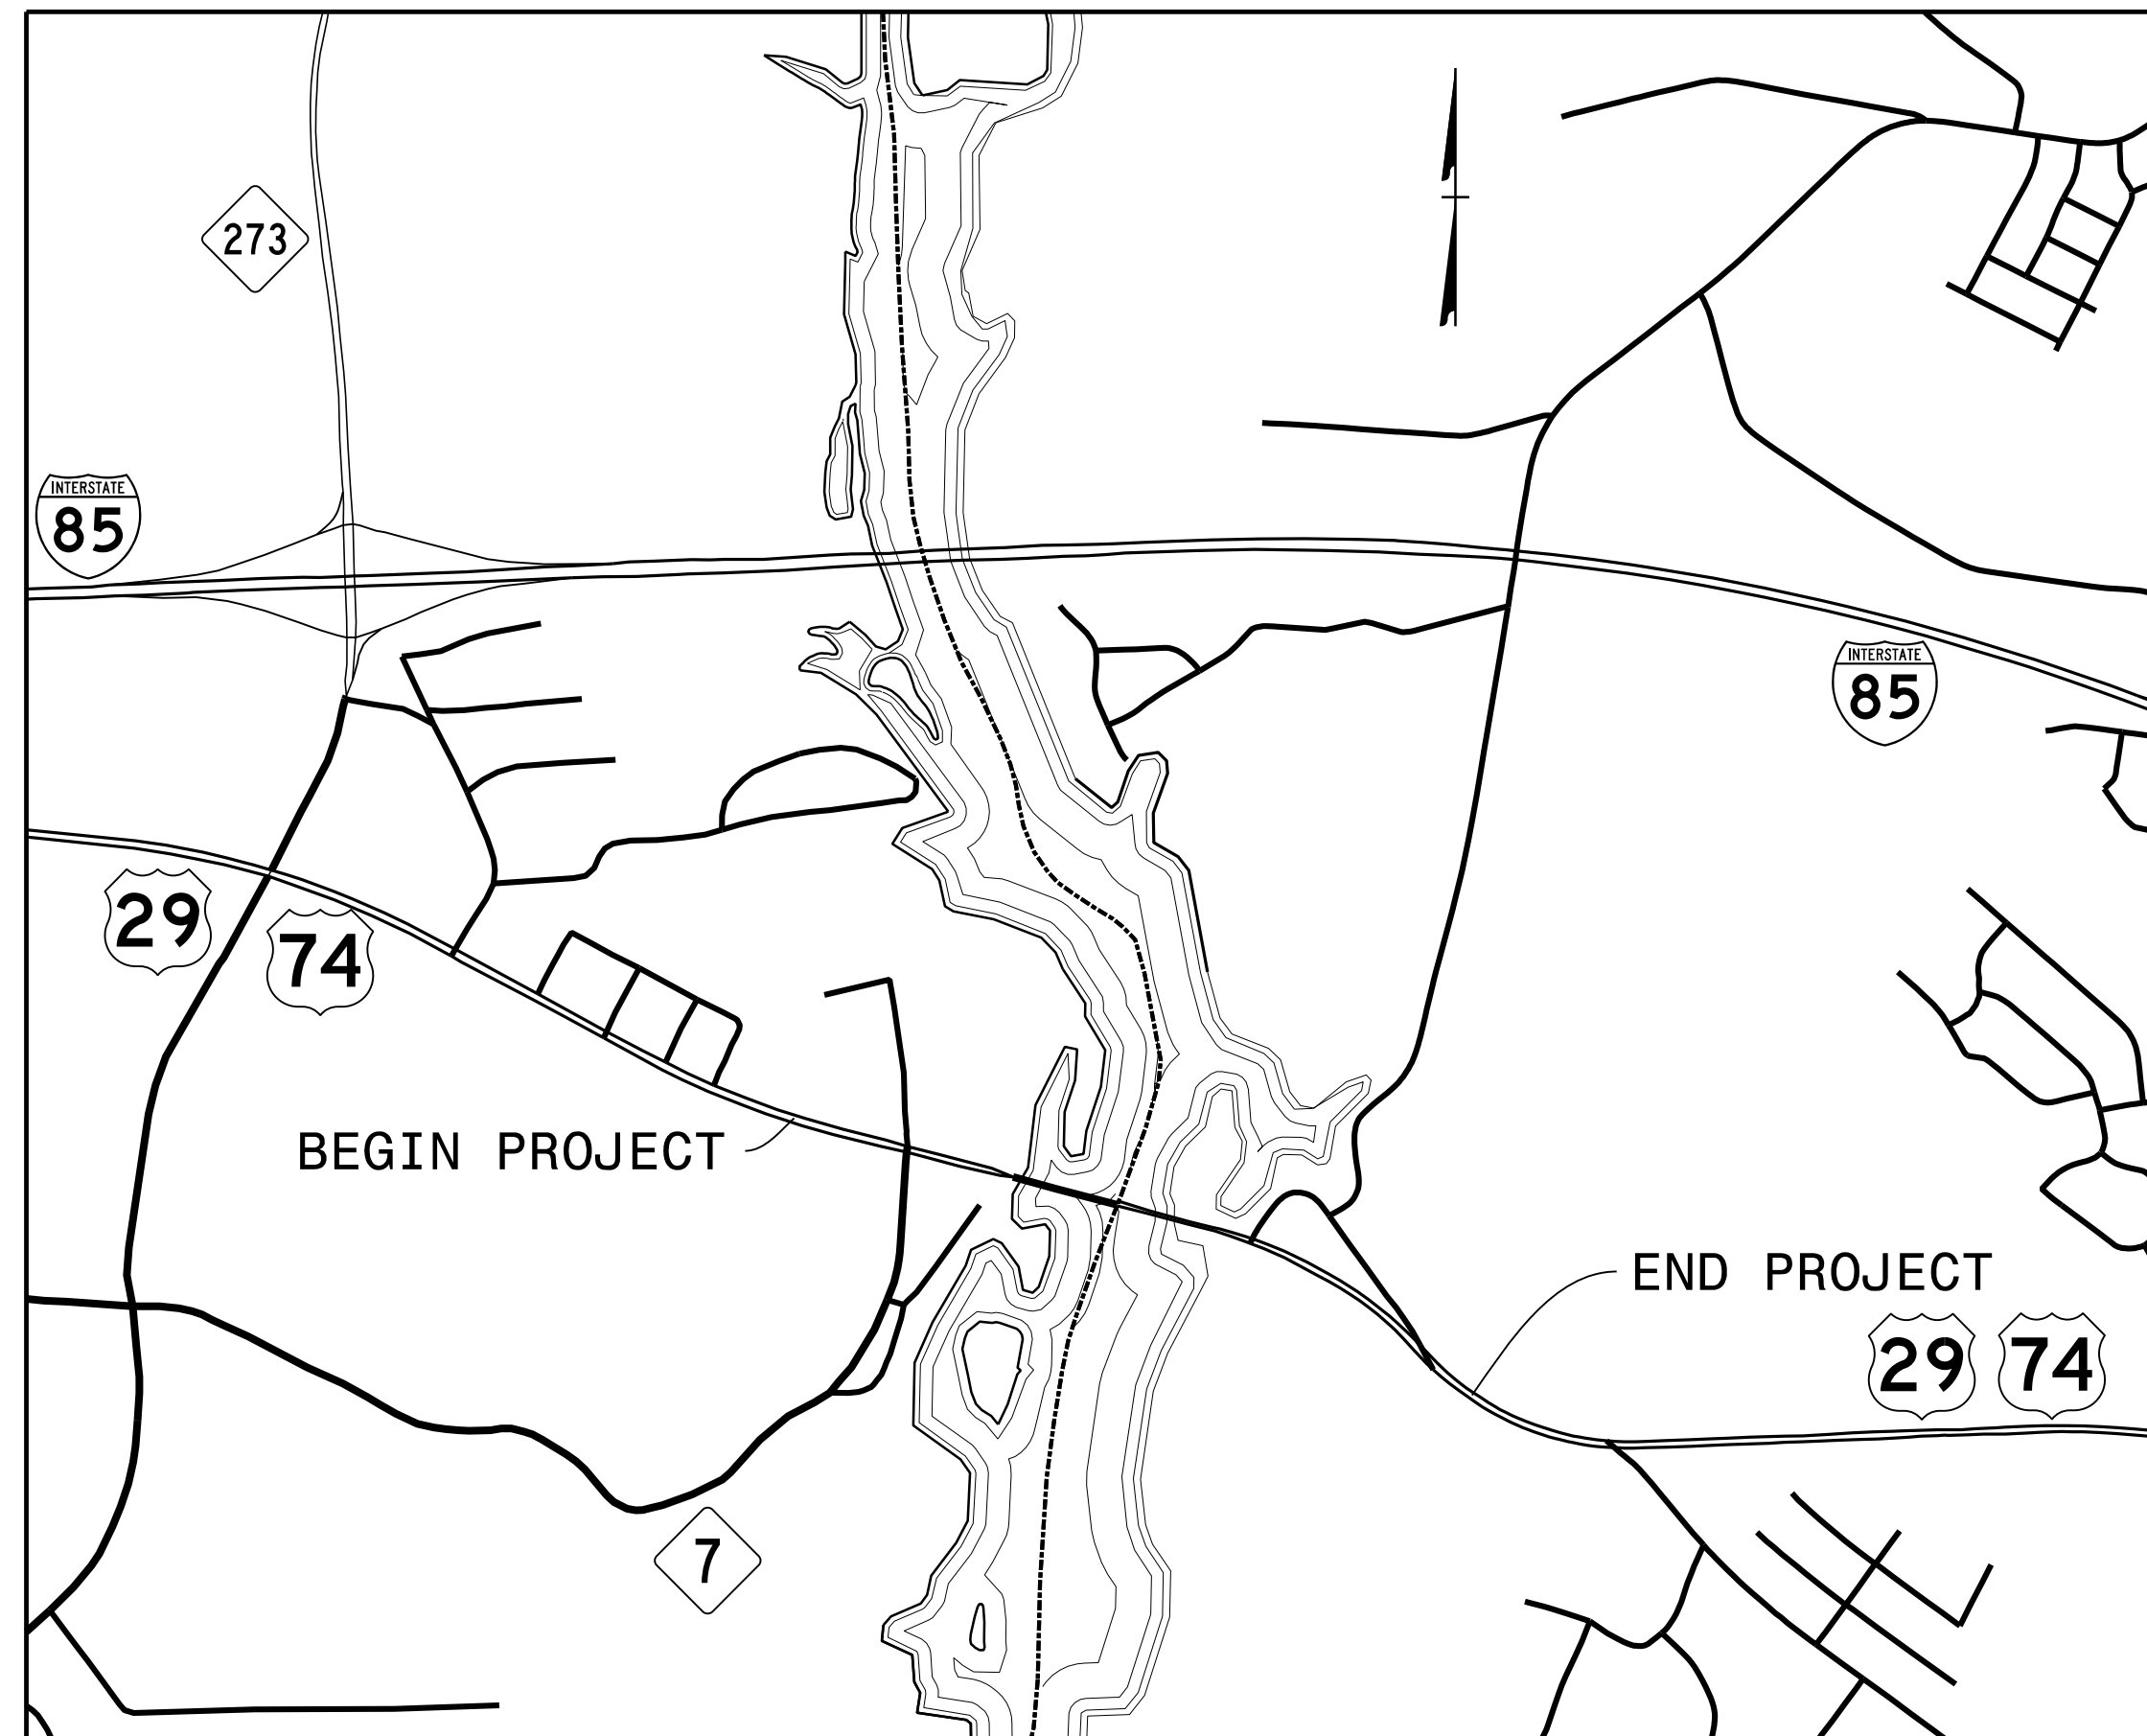 273
INTERSTATE
85
INTERSTATE
85
29
74
BEGIN PROJECT
END PROJECT
29
74
7